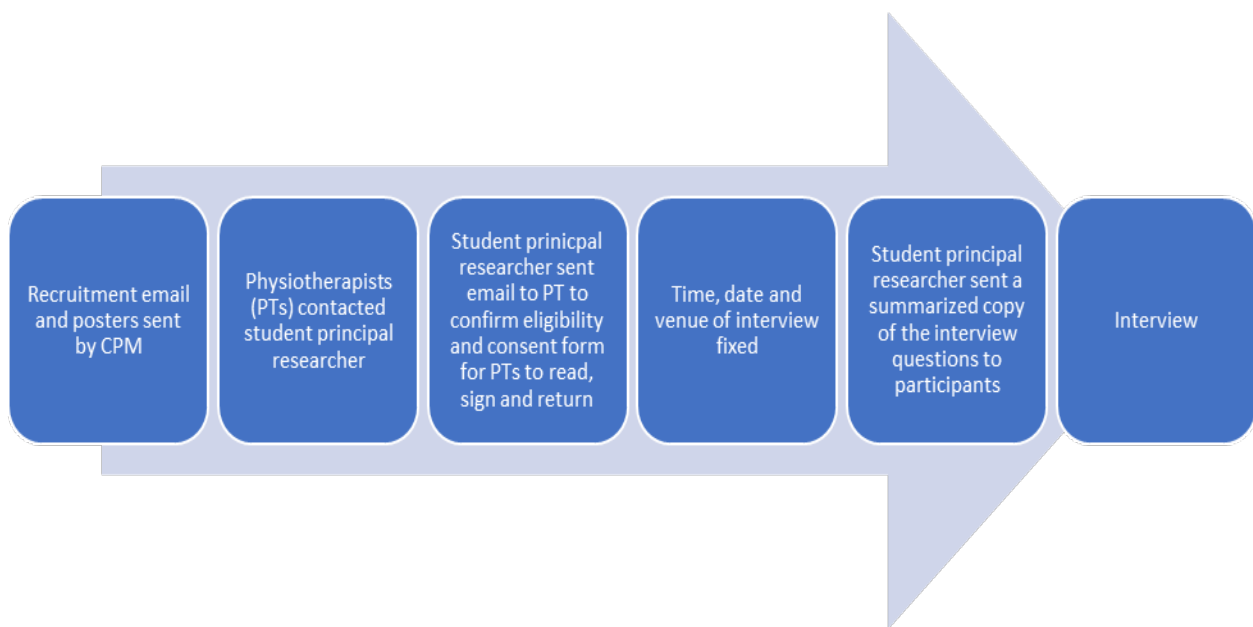 Recruitment email
and posters sent
by CPM
Physiotherapists
(PTs) contacted
student principal
researcher
Student prinicpal
researcher sent
email to PT to
confirm eligibility
and consent form
for PTs to read,
sign and return
Time, date and
venue of interview
fixed
Student principal
researcher sent a
summarized copy
of the interview
questions to
participants
Interview